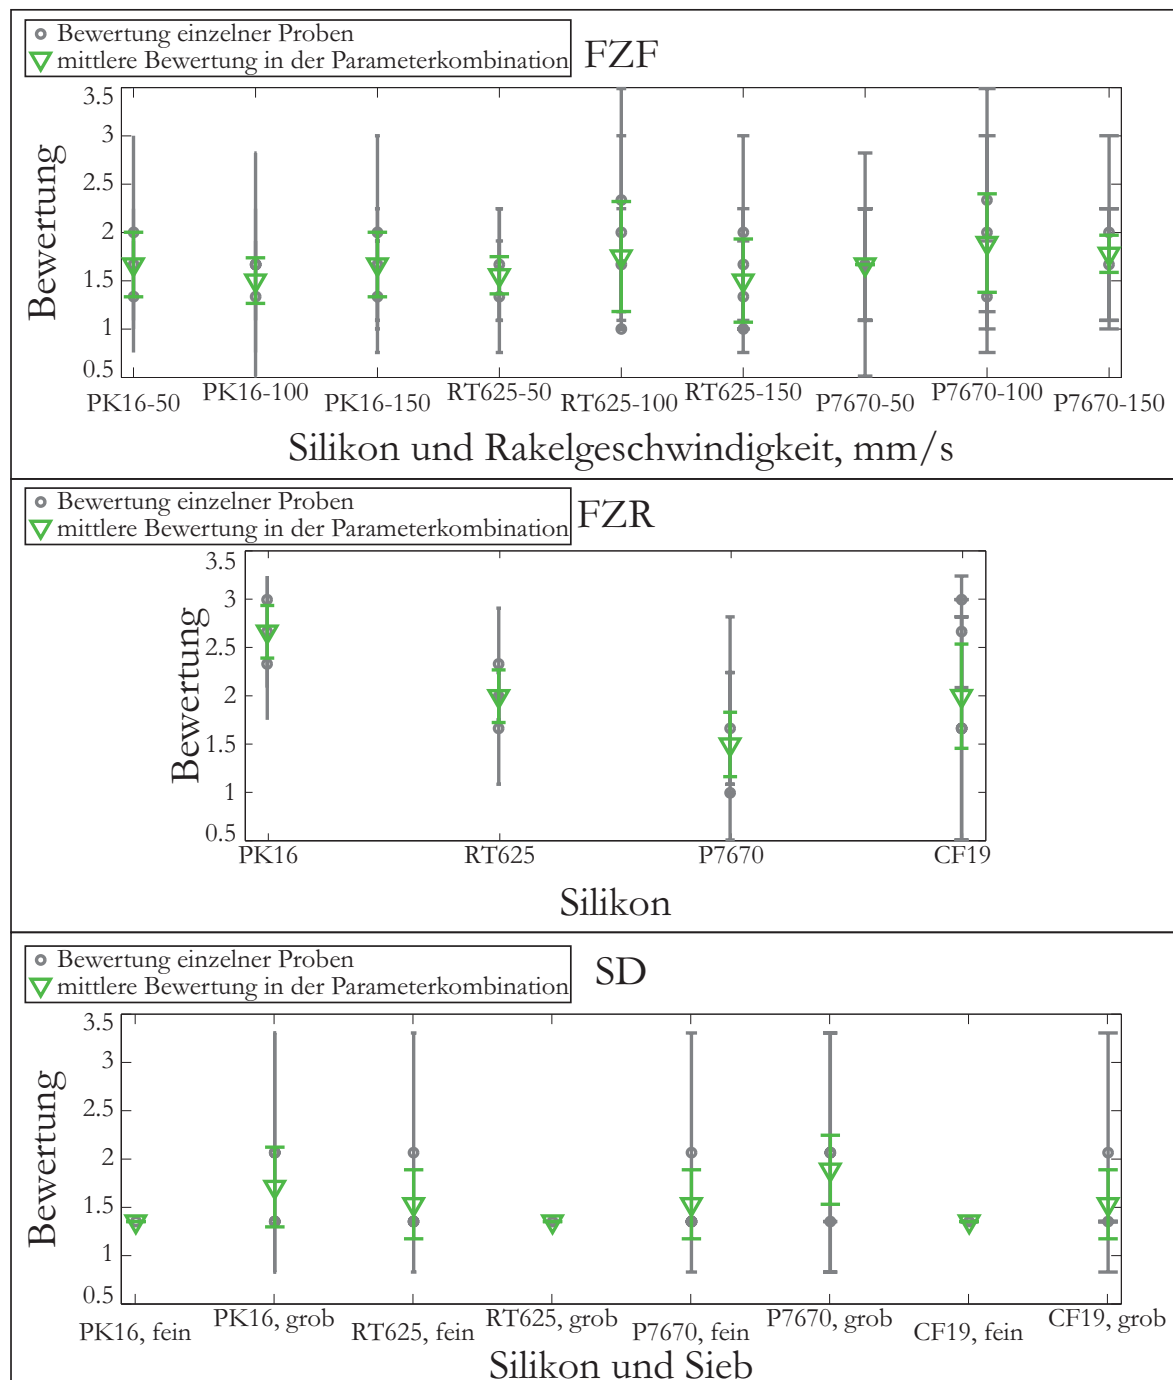 Bewertung einzelner Proben
mittlere Bewertung in der Parameterkombination
FZF
3.5
3
2.5
2
1.5
1
0.5
Bewertung
PK16-50
PK16-100
PK16-150
RT625-50
RT625-100
RT625-150
P7670-50
P7670-100
P7670-150
Silikon und Rakelgeschwindigkeit, mm/s
Bewertung einzelner Proben
mittlere Bewertung in der Parameterkombination
FZR
3.5
3
2.5
2
1.5
1
0.5
Bewertung
PK16
RT625
P7670
CF19
Silikon
Bewertung einzelner Proben
mittlere Bewertung in der Parameterkombination
SD
3.5
3
2.5
2
1.5
1
0.5
Bewertung
PK16, fein
PK16, grob
RT625, fein
RT625, grob
P7670, fein
P7670, grob
CF19, fein
CF19, grob
Silikon und Sieb